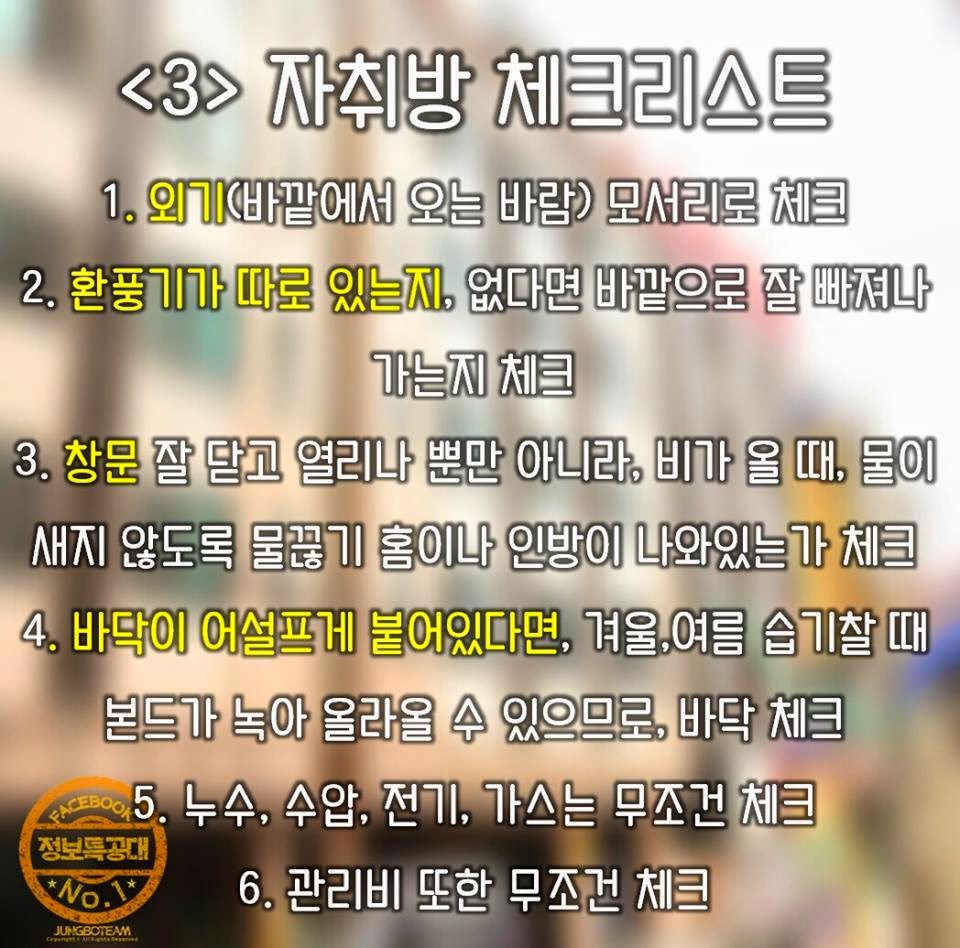 <3> 자취방 체크리스트
1. 외기(바깥에서 오는 바람) 모서리로 체크
2. 환풍기가 따로 있는지, 없다면 바깥으로 잘 빠져나
가는지 체크
3. 창문 잘 닫고 열리나 뿐만 아니라, 비가 올 때, 물이
새지 않도록 물끊기 홈이나 인방이 나와있는가 체크
4. 바닥이 어설프게 붙어있다면, 겨울,여름 습기찰 때
본드가 녹아 올라올 수 있으므로, 바닥 체크
5. 누수, 수압, 전기, 가스는 무조건 체크
6. 관리비 또한 무조건 체크
FACEBOOK
정보특공대
No.1
JUNGBOTEAM
Copyright © All Rights Reserved